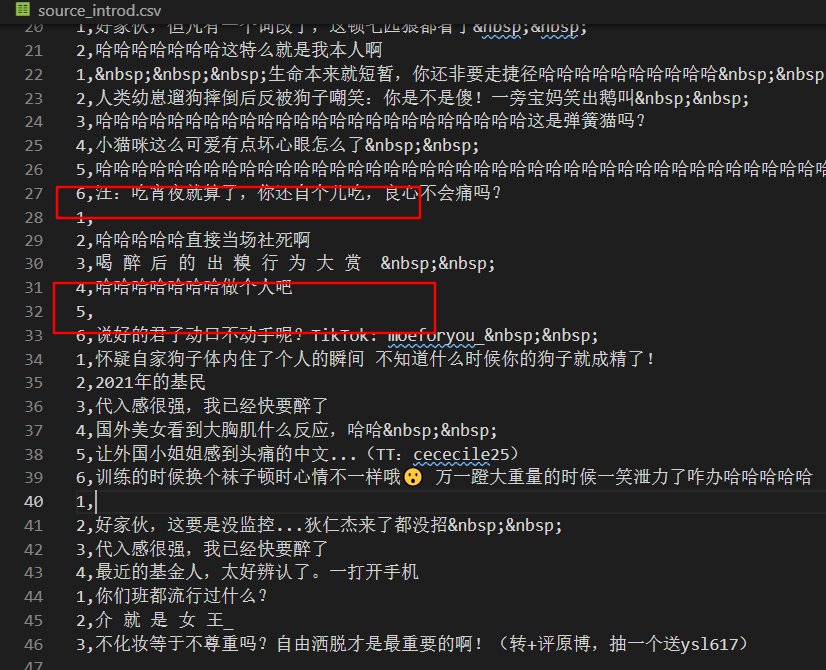 source_introd.csv
20 1,好家伙，但凡有一个词改了，这顿七匹狼都&nbsp;&nbsp;
21 2,哈哈哈哈哈哈哈这特么就是我本人啊
22 1,&nbsp;&nbsp;&nbsp;生命本来就短暂，你还非要走捷径哈哈哈哈哈哈哈哈哈哈&nbsp;&nbsp
23 2,人类幼崽遛狗摔倒后反被狗子嘲笑：你是不是傻！一旁宝妈笑出鹅叫&nbsp;&nbsp;
24 3,哈哈哈哈哈哈哈哈哈哈哈哈哈哈哈哈哈哈哈哈哈哈哈哈这是弹簧猫吗？
25 4,小猫咪这么可爱有点坏心眼怎么了&nbsp;&nbsp;
26 5,哈哈哈哈哈哈哈哈哈哈哈哈哈哈哈哈哈哈哈哈哈哈哈哈哈哈哈哈哈哈哈哈哈哈哈哈哈哈哈哈哈
27 6,汪：吃宵夜就算了，你还自个儿吃，良心不会痛吗？
28 1,
29 2,哈哈哈哈哈直接当场社死啊
30 3,喝 醉 后 的 出 糗 行 为 大 赏  &nbsp;&nbsp;
31 4,哈哈哈哈哈哈哈做个人吧
32 5,
33 6,说好的君子动口不动手呢？TikTok：moeforyou_&nbsp;&nbsp;
34 1,怀疑自家狗子体内住了个人的瞬间 不知道什么时候你的狗子就成精了！
35 2,2021年的基民
36 3,代入感很强，我已经快要醉了
37 4,国外美女看到大胸肌什么反应，哈哈&nbsp;&nbsp;
38 5,让外国小姐姐感到头痛的中文...（TT：cececile25）
39 6,训练的时候换个袜子顿时心情不一样哦😮 万一蹬大重量的时候一笑泄力了咋办哈哈哈哈哈
40 1,
41 2,好家伙，这要是没监控...狄仁杰来了都没招&nbsp;&nbsp;
42 3,代入感很强，我已经快要醉了
43 4,最近的基金人，太好辨认了。一打开手机
44 1,你们班都流行过什么？
45 2,介 就 是 女 王_
46 3,不化妆等于不尊重吗？自由洒脱才是最重要的啊！（转+评原博，抽一个送ysl617）
47